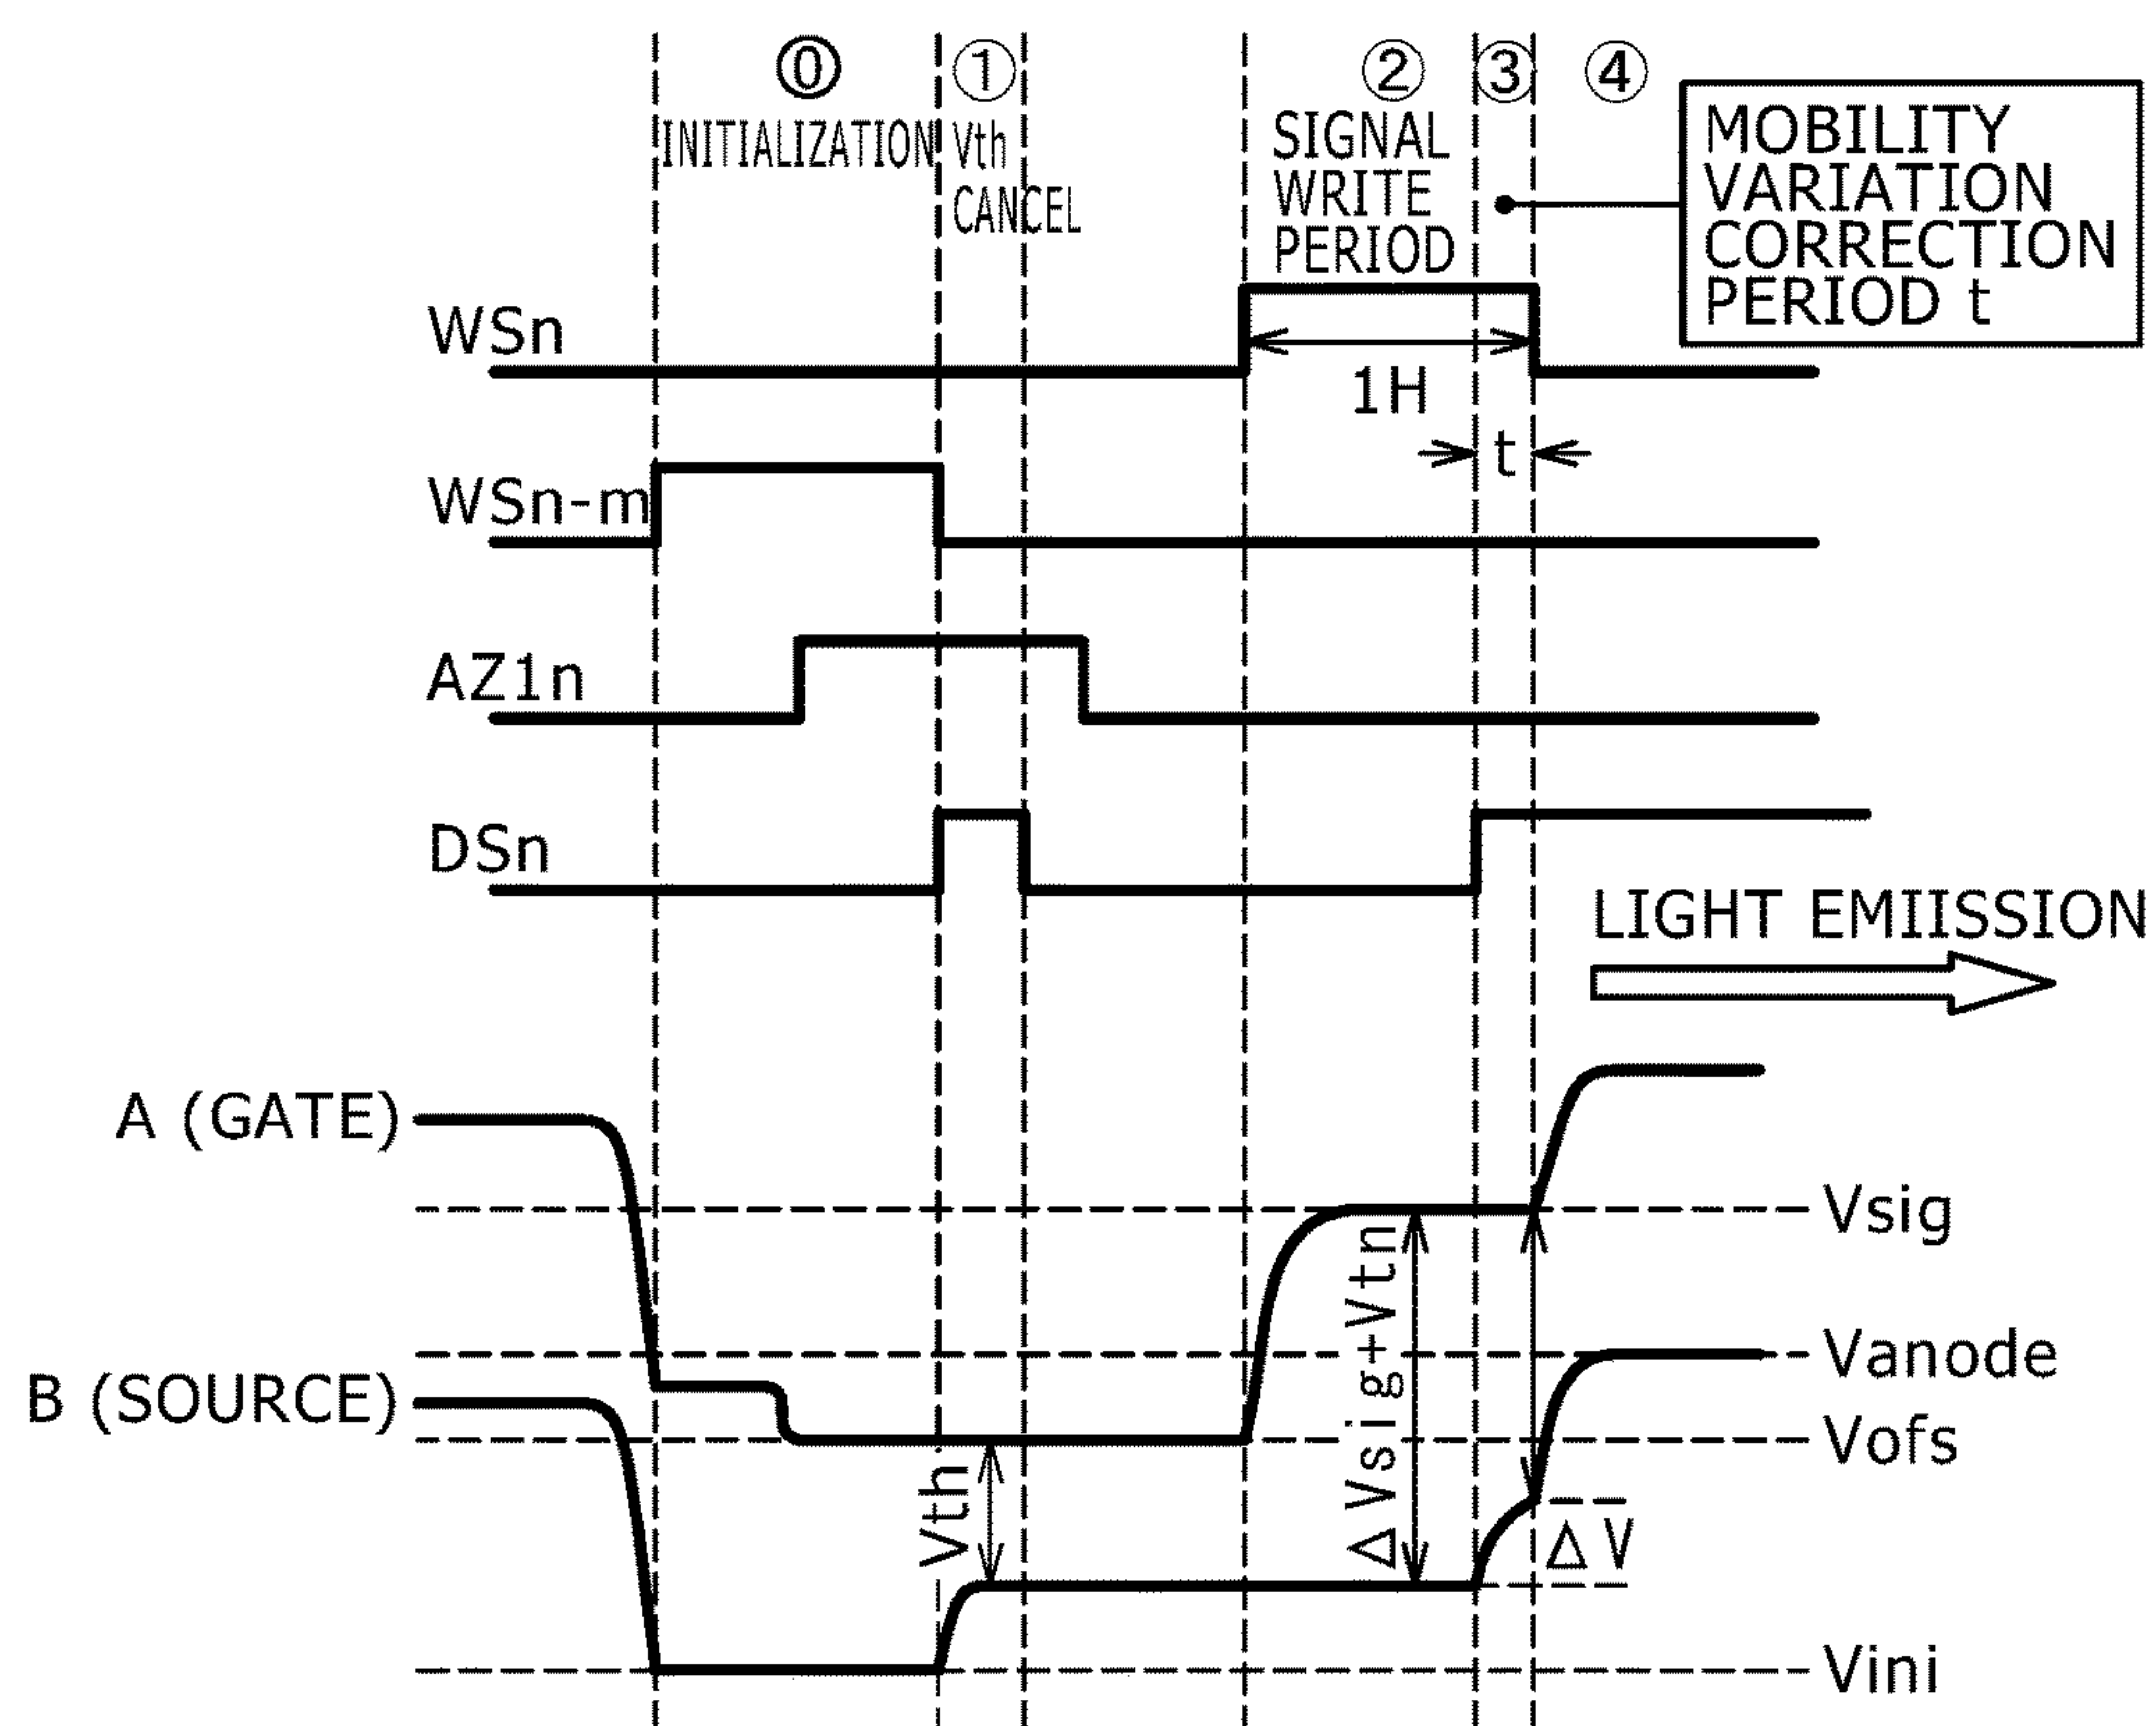 ⓪
①
②
③
④
INITIALIZATION
Vth
CANCEL
SIGNAL
WRITE
PERIOD
MOBILITY
VARIATION
CORRECTION
PERIOD t
WSn
1H
t
WSn-m
AZ1n
DSn
LIGHT EMIISSION
A (GATE)
Vsig
ΔVsig+Vtn
Vanode
B (SOURCE)
Vofs
Vth
ΔV
Vini